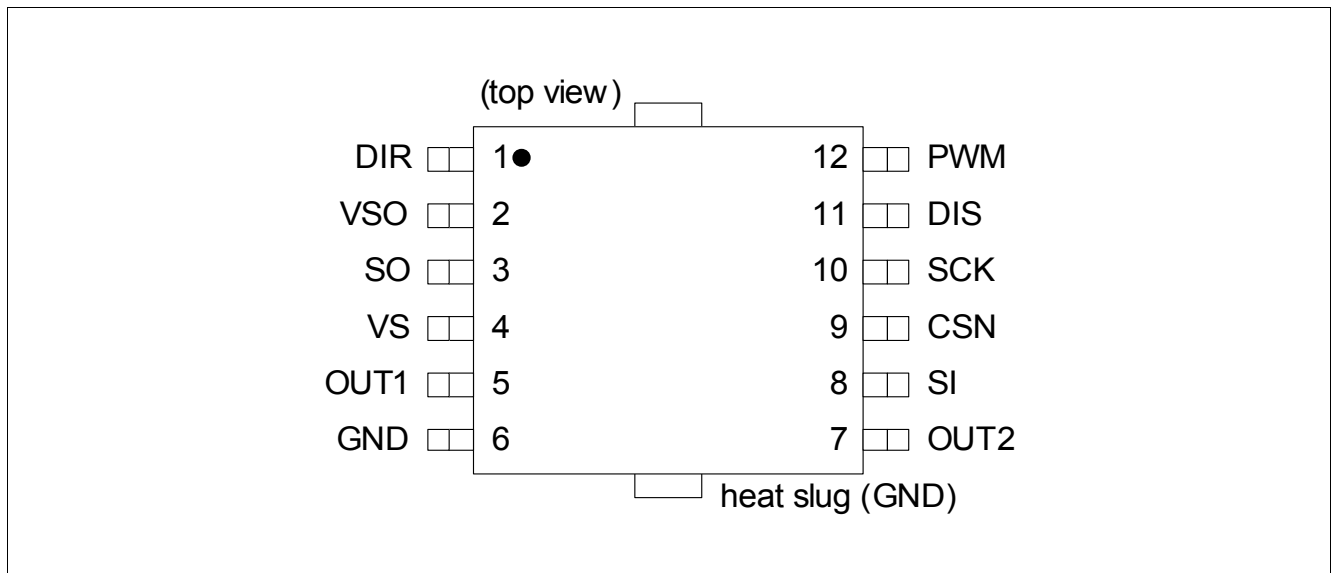 (top view)
DIR 1 12 PWM
VSO 2 11 DIS
SO 3 10 SCK
VS 4 9 CSN
OUT1 5 8 SI
GND 6 7 OUT2
heat slug (GND)